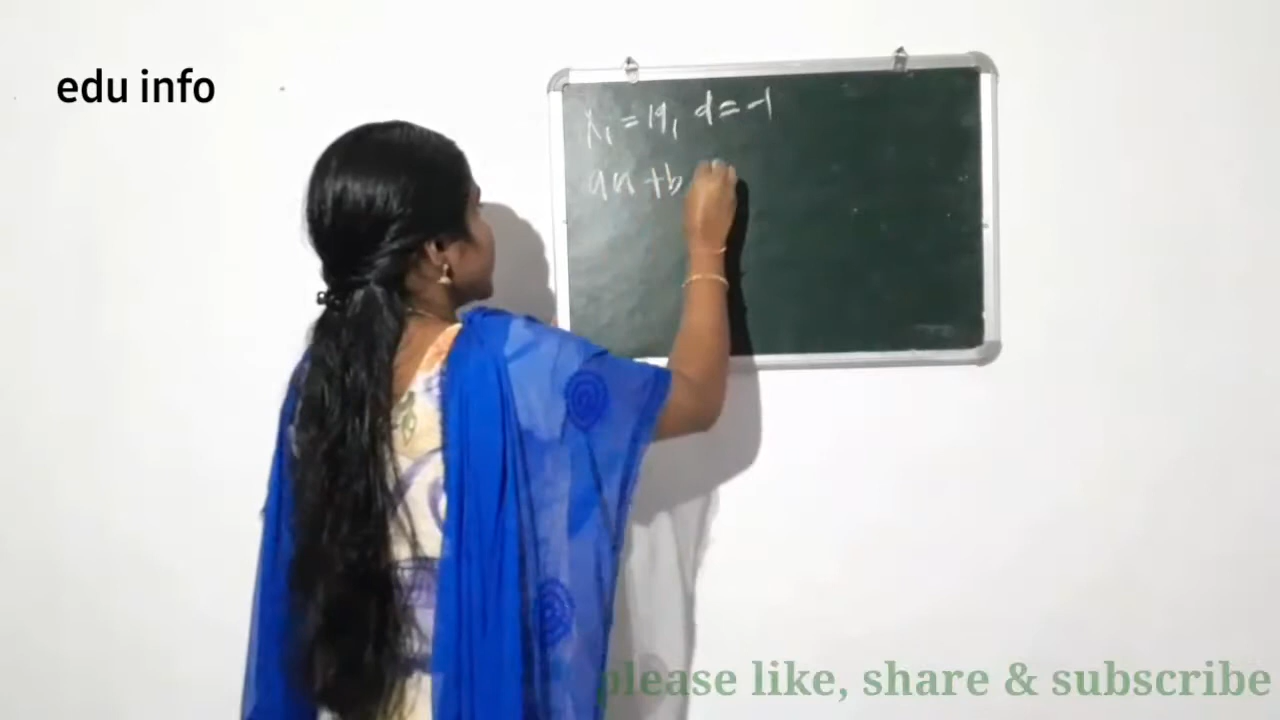 edu info
x₁ = 19, d = -1
an + b
please like, share & subscribe